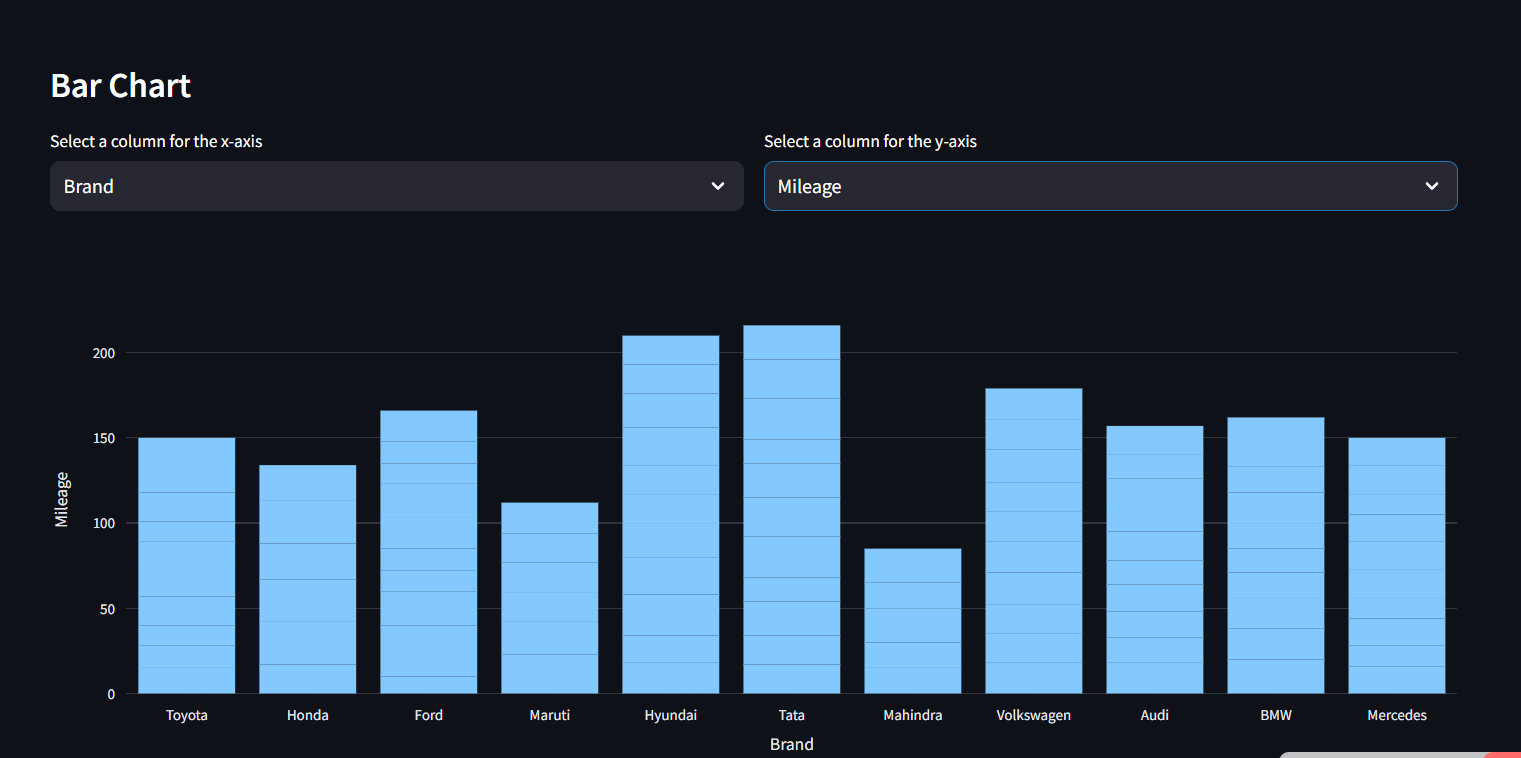 Bar Chart
Select a column for the x-axis
Select a column for the y-axis
Brand
Mileage
200
150
100
50
0
Mileage
Toyota Honda Ford Maruti Hyundai Tata Mahindra Volkswagen Audi BMW Mercedes
Brand